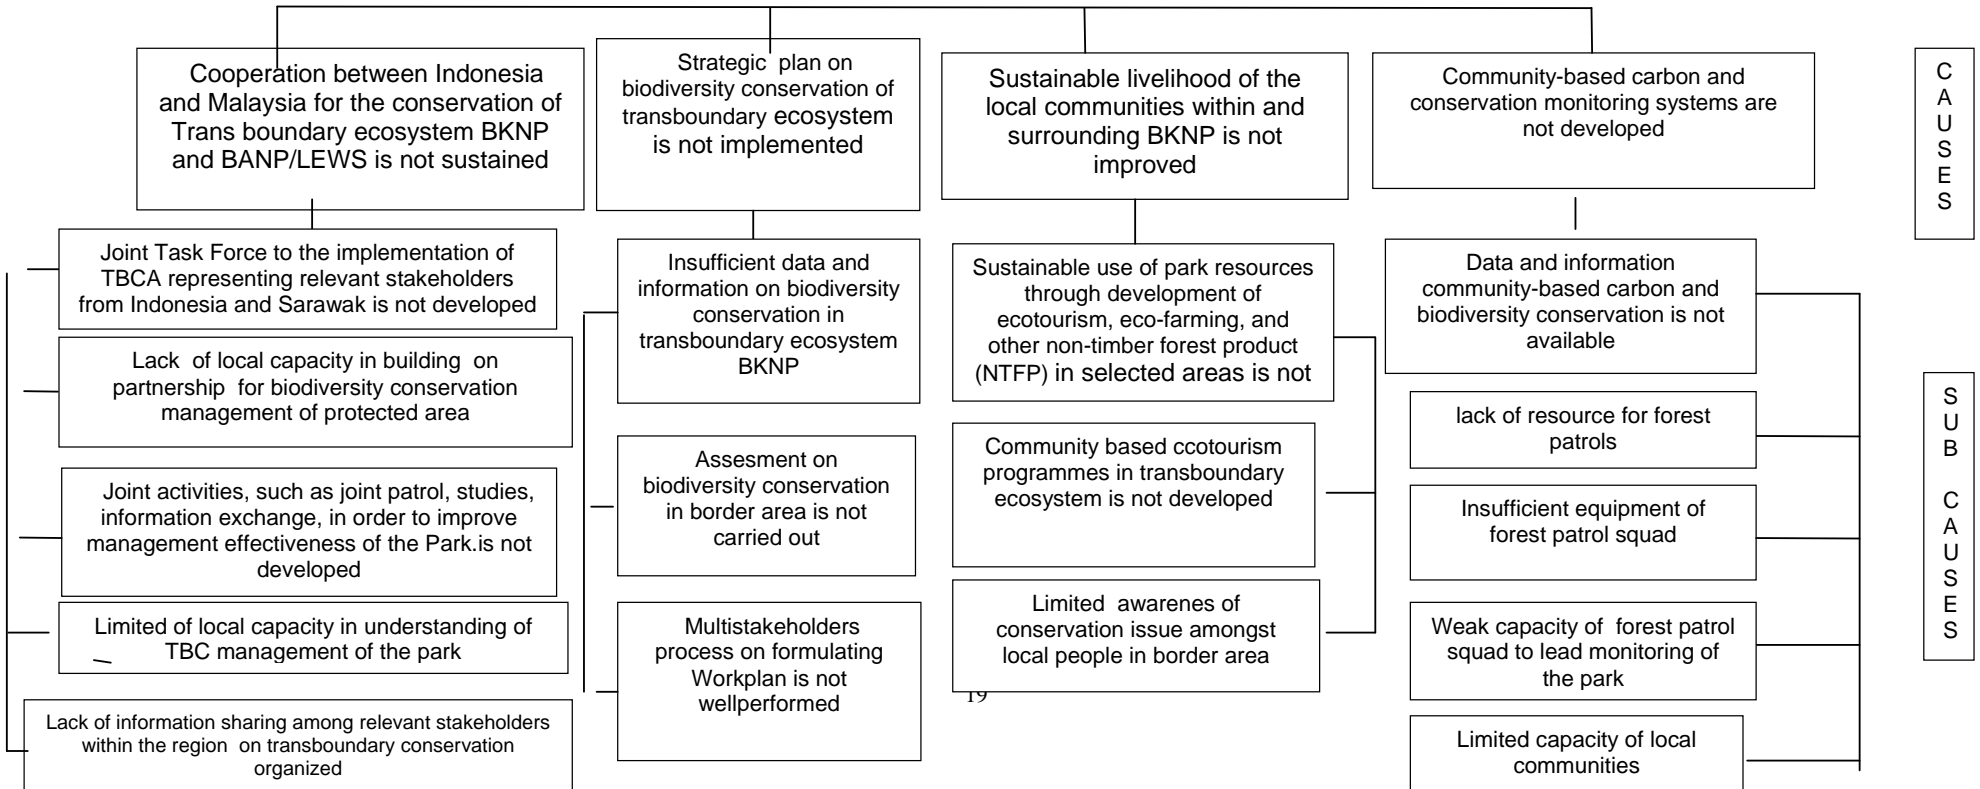 Cooperation between Indonesia
and Malaysia for the conservation of
Trans boundary ecosystem BKNP
and BANP/LEWS is not sustained
Strategic plan on
biodiversity conservation of
transboundary ecosystem
is not implemented
Sustainable livelihood of the
local communities within and
surrounding BKNP is not
improved
Community-based carbon and
conservation monitoring systems are
not developed
C
A
U
S
E
S
Joint Task Force to the implementation of
TBCA representing relevant stakeholders
from Indonesia and Sarawak is not developed
Lack of local capacity in building on
partnership for biodiversity conservation
management of protected area
Joint activities, such as joint patrol, studies,
information exchange, in order to improve
management effectiveness of the Park.is not
developed
Limited of local capacity in understanding of
TBC management of the park
Lack of information sharing among relevant stakeholders
within the region on transboundary conservation
organized
Insufficient data and
information on biodiversity
conservation in
transboundary ecosystem
BKNP
Assesment on
biodiversity conservation
in border area is not
carried out
Multistakeholders
process on formulating
Workplan is not
wellperformed
Sustainable use of park resources
through development of
ecotourism, eco-farming, and
other non-timber forest product
(NTFP) in selected areas is not
Community based ccotourism
programmes in transboundary
ecosystem is not developed
Limited awarenes of
conservation issue amongst
local people in border area
19
Data and information
community-based carbon and
biodiversity conservation is not
available
lack of resource for forest
patrols
Insufficient equipment of
forest patrol squad
Weak capacity of forest patrol
squad to lead monitoring of
the park
Limited capacity of local
communities
S
U
B
C
A
U
S
E
S